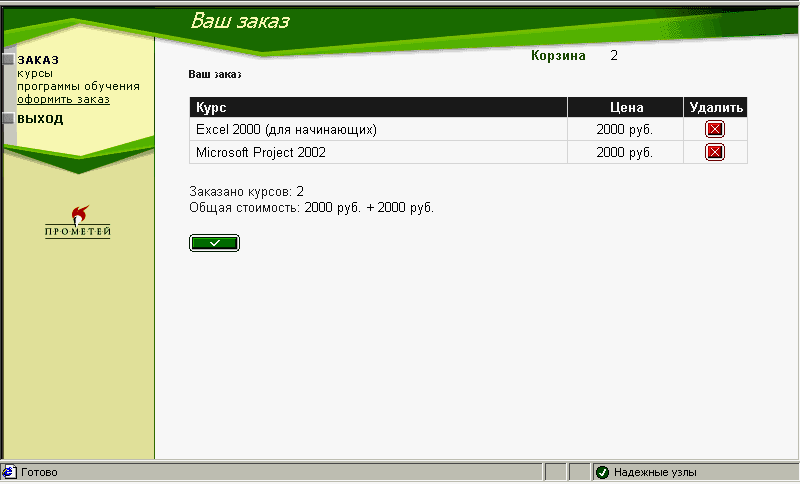 Ваш заказ
Корзина 2
ЗАКАЗ
курсы
программы обучения
оформить заказ
ВЫХОД
ПРОМЕТЕЙ
Ваш заказ
Курс Цена Удалить
Excel 2000 (для начинающих) 2000 руб.
Microsoft Project 2002 2000 руб.
Заказано курсов: 2
Общая стоимость: 2000 руб. + 2000 руб.
Готово Надежные узлы